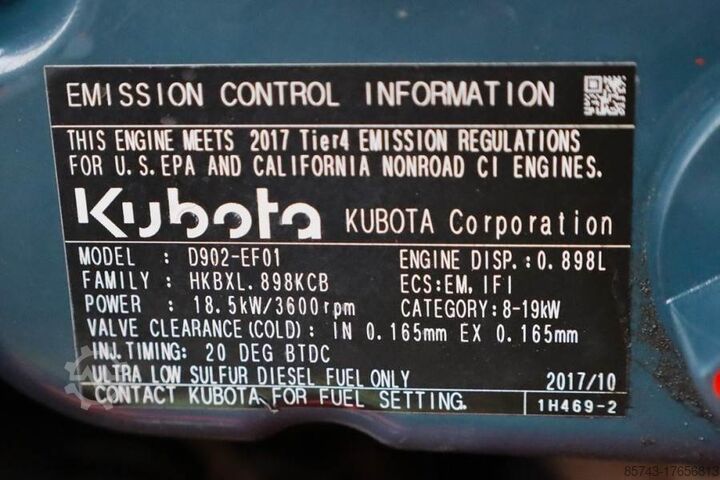 EMISSION CONTROL INFORMATION
THIS ENGINE MEETS 2017 Tier4 EMISSION REGULATIONS
FOR U.S.EPA AND CALIFORNIA NONROAD CI ENGINES.
Kubota KUBOTA Corporation
MODEL : D902-EF01 ENGINE DISP.:0.898L
FAMILY : HKBXL.898KCB ECS:EM,IFI
POWER : 18.5kW/3600rpm CATEGORY:8-19kW
VALVE CLEARANCE(COLD): IN 0.165mm EX 0.165mm
INJ.TIMING: 20 DEG BTDC
ULTRA LOW SULFUR DIESEL FUEL ONLY 2017/10
CONTACT KUBOTA FOR FUEL SETTING. 1H469-2
85743-17656813